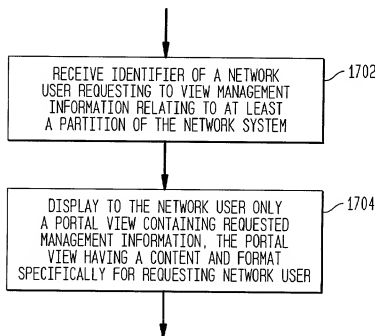 RECEIVE IDENTIFIER OF A NETWORK
USER REQUESTING TO VIEW MANAGEMENT
INFORMATION RELATING TO AT LEAST
A PARTITION OF THE NETWORK SYSTEM
1702
DISPLAY TO THE NETWORK USER ONLY
A PORTAL VIEW CONTAINING REQUESTED
MANAGEMENT INFORMATION, THE PORTAL
VIEW HAVING A CONTENT AND FORMAT
SPECIFICALLY FOR REQUESTING NETWORK USER
1704